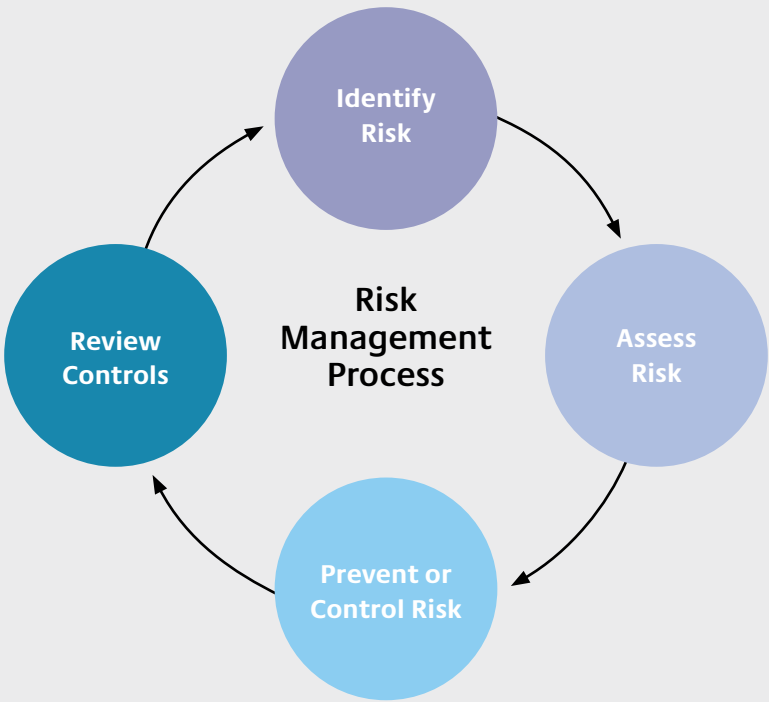 Identify
Risk
Assess
Risk
Prevent or
Control Risk
Review
Controls
Risk
Management
Process